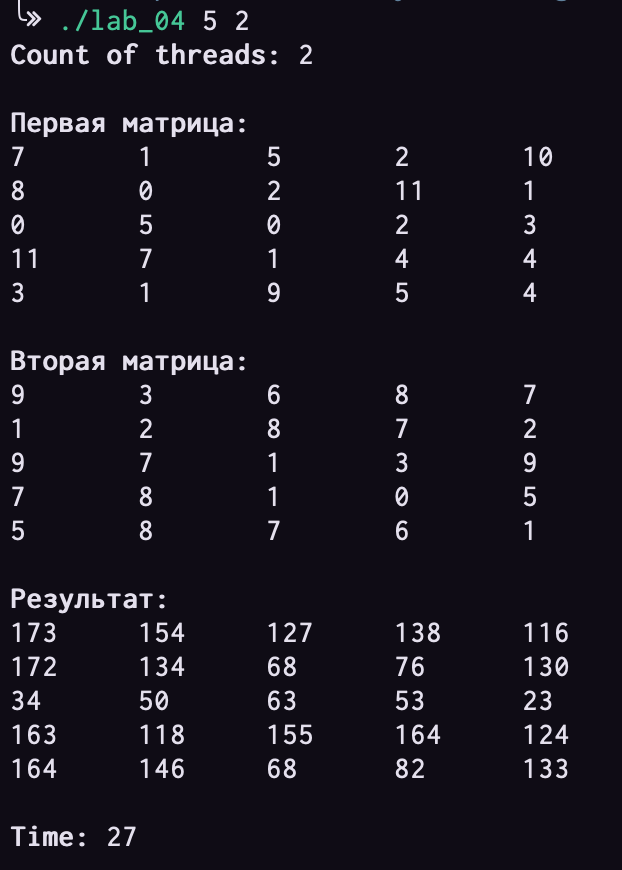 ╰─» ./lab_04 5 2
Count of threads: 2
Первая матрица:
7 1 5 2 10
8 0 2 11 1
0 5 0 2 3
11 7 1 4 4
3 1 9 5 4
Вторая матрица:
9 3 6 8 7
1 2 8 7 2
9 7 1 3 9
7 8 1 0 5
5 8 7 6 1
Результат:
173 154 127 138 116
172 134 68 76 130
34 50 63 53 23
163 118 155 164 124
164 146 68 82 133
Time: 27